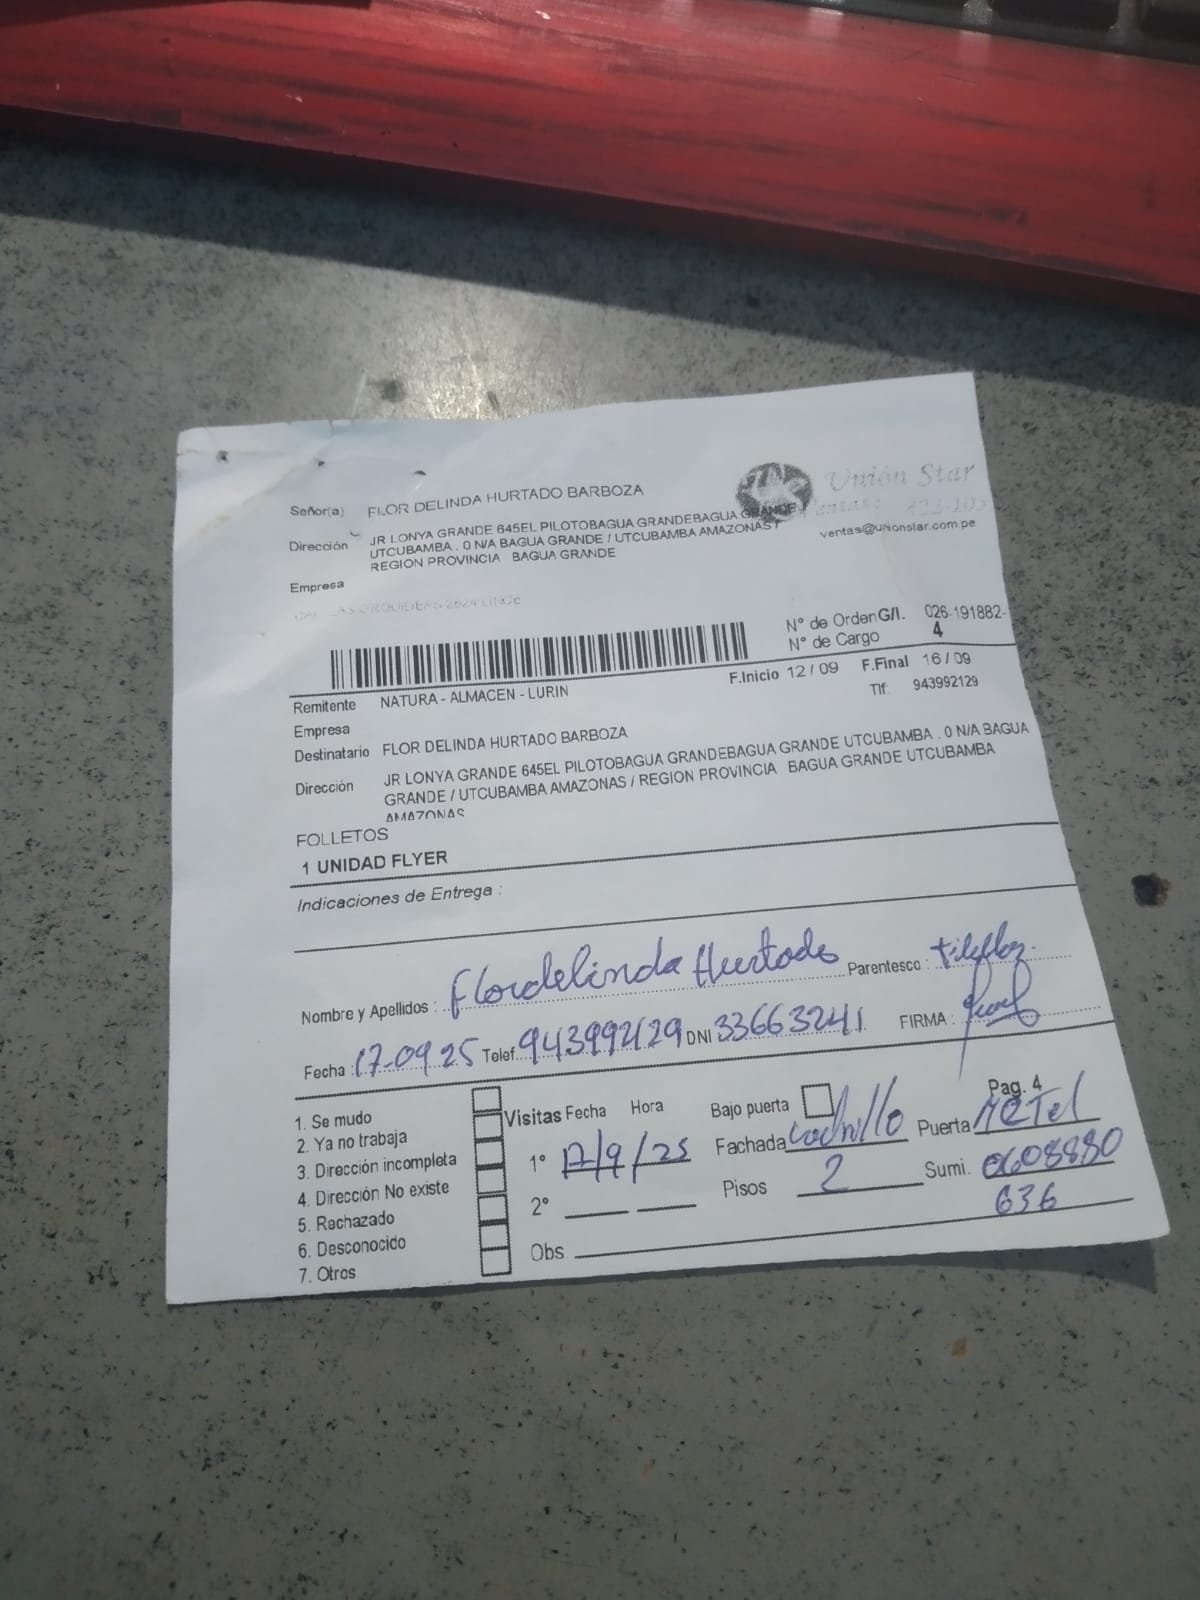 Unión Star
Señor(a) FLOR DELINDA HURTADO BARBOZA
Dirección JR LONYA GRANDE 645EL PILOTOBAGUA GRANDEBAGUA GRANDE
UTCUBAMBA . 0 N/A BAGUA GRANDE / UTCUBAMBA AMAZONAS /
REGION PROVINCIA BAGUA GRANDE
ventas@unionstar.com.pe
Empresa
N° de Orden G/I. 026-191882-
N° de Cargo 4
F.Inicio 12 / 09 F.Final 16 / 09
Remitente NATURA - ALMACEN - LURIN
Tlf. 943992129
Empresa
Destinatario FLOR DELINDA HURTADO BARBOZA
Dirección JR LONYA GRANDE 645EL PILOTOBAGUA GRANDEBAGUA GRANDE UTCUBAMBA . 0 N/A BAGUA
GRANDE / UTCUBAMBA AMAZONAS / REGION PROVINCIA BAGUA GRANDE UTCUBAMBA
AMAZONAS
FOLLETOS
1 UNIDAD FLYER
Indicaciones de Entrega :
Nombre y Apellidos : Flordelinda Hurtado Parentesco :
Fecha : 17-09-25 Telef. 943992129 DNI 33663241 FIRMA :
Pag. 4
1. Se mudo
2. Ya no trabaja
3. Dirección incompleta
4. Dirección No existe
5. Rechazado
6. Desconocido
7. Otros
Visitas Fecha Hora
1° 17/9/25
2°
Obs
Bajo puerta
Fachada Ladrillo Puerta Metal
Pisos 2 Sumi.
636